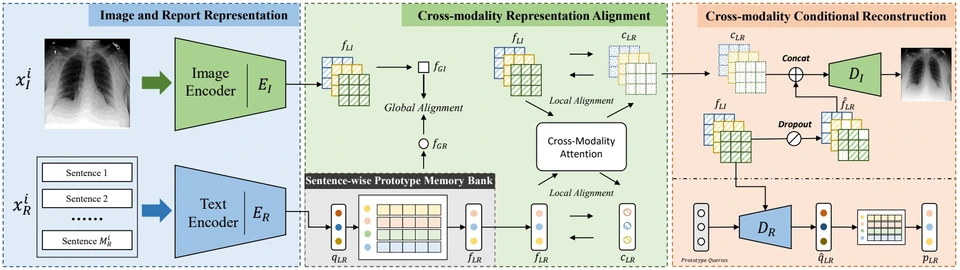 Image and Report Representation
x_I^i
Image
Encoder
E_I
x_R^i
Sentence 1
Sentence 2
......
Sentence M_R^i
Text
Encoder
E_R
Cross-modality Representation Alignment
f_LI
f_GI
Global Alignment
f_GR
Sentence-wise Prototype Memory Bank
q_LR
f_LR
f_LI
c_LR
Local Alignment
Cross-Modality
Attention
Local Alignment
f_LR
c_LR
Cross-modality Conditional Reconstruction
c_LR
Concat
D_I
f_LI
Dropout
f̂_LR
Prototype Queries
D_R
q̂_LR
p_LR